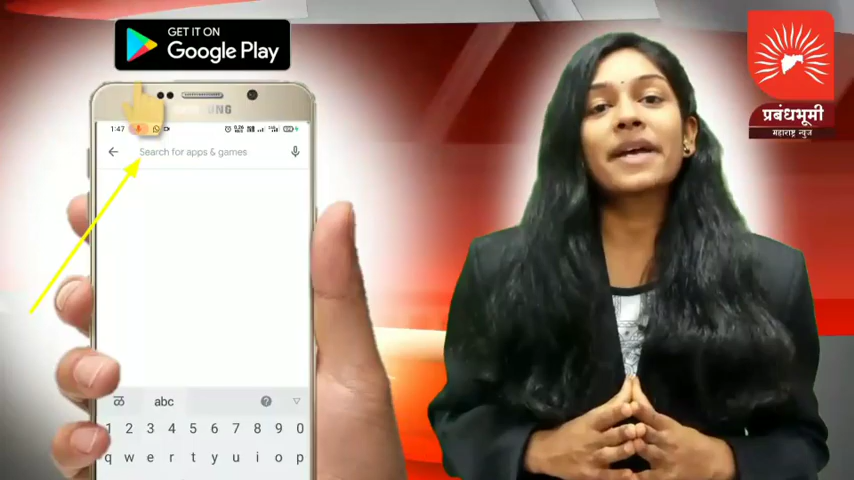 GET IT ON
Google Play
SAMSUNG
1:47
Search for apps & games
प्रबंधभूमी
महाराष्ट्र न्युज
ळ abc
1 2 3 4 5 6 7 8 9 0
q w e r t y u i o p